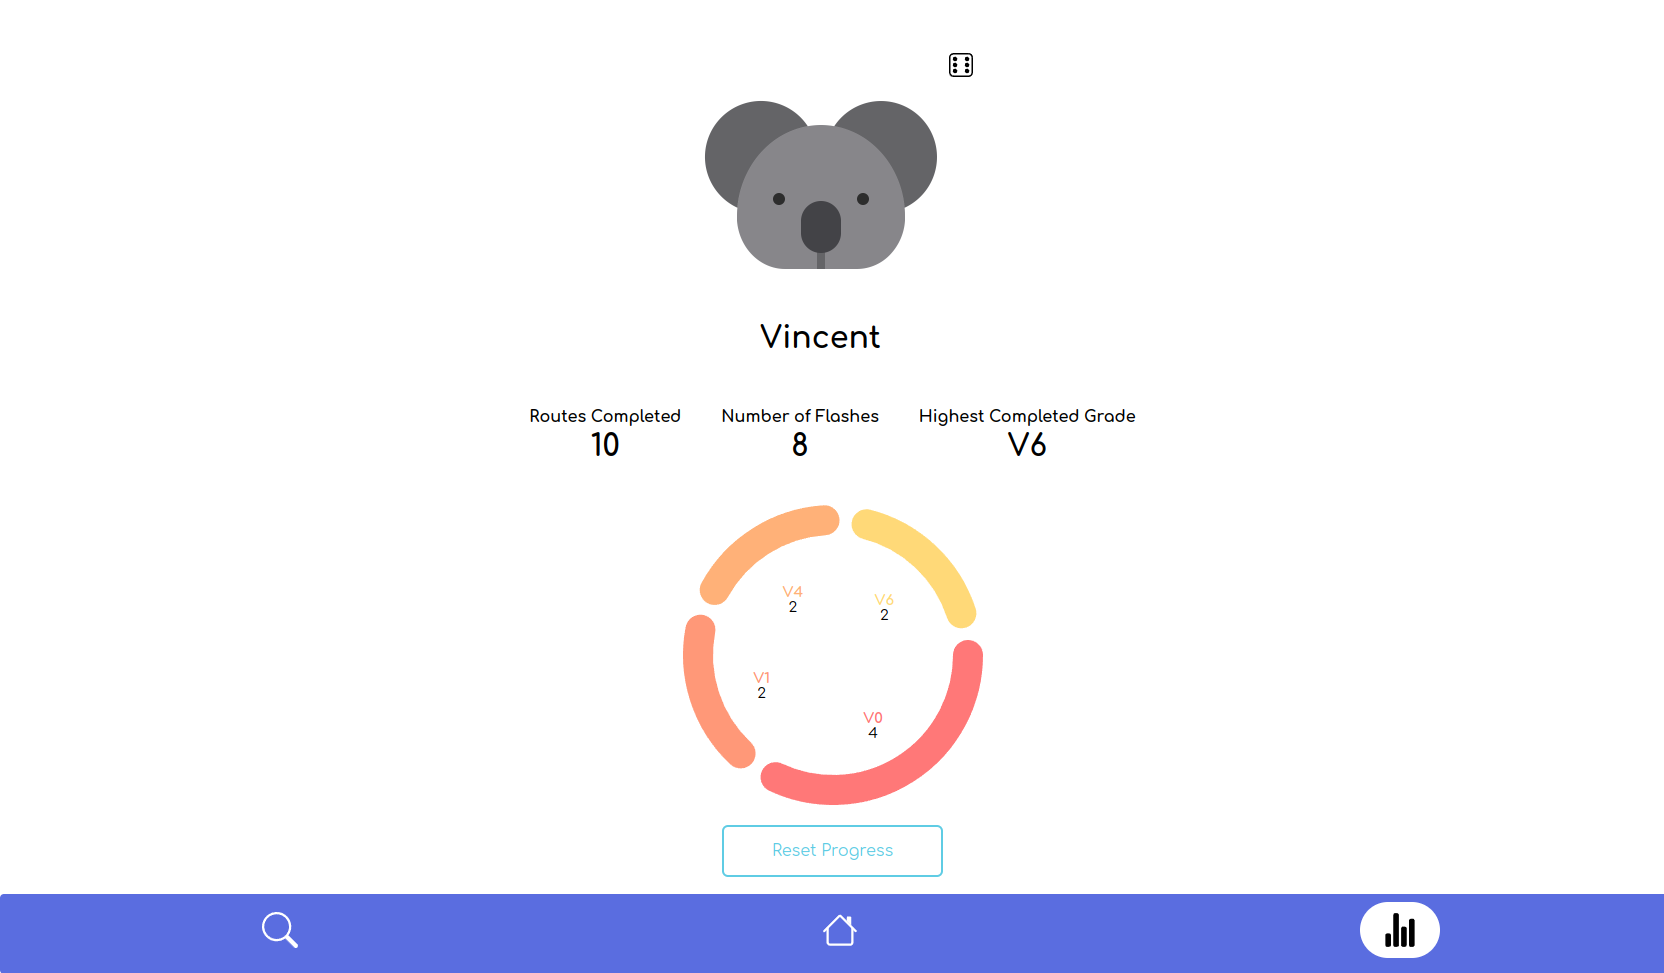 Vincent
Routes Completed
10
Number of Flashes
8
Highest Completed Grade
V6
V4
2
V6
2
V1
2
V0
4
Reset Progress